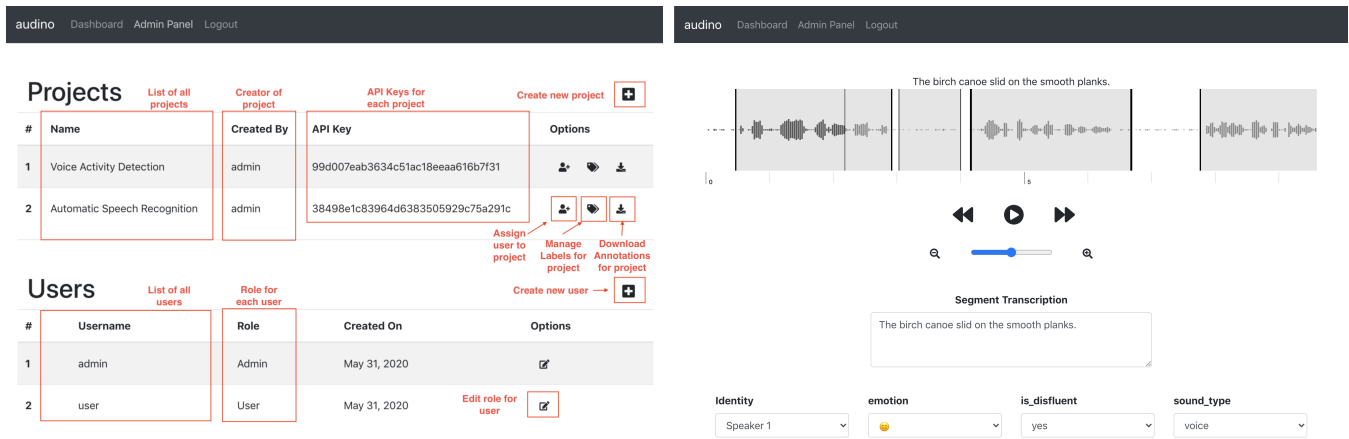 audino Dashboard Admin Panel Logout
Projects
List of all
projects
Creator of
project
API Keys for
each project
Create new project
# Name Created By API Key Options
1 Voice Activity Detection admin 99d007eab3634c51ac18eeaa616b7f31
2 Automatic Speech Recognition admin 38498e1c83964d6383505929c75a291c
Assign
user to
project
Manage
Labels for
project
Download
Annotations
for project
Users
List of all
users
Role for
each user
Create new user
# Username Role Created On Options
1 admin Admin May 31, 2020
2 user User May 31, 2020
Edit role for
user
audino Dashboard Admin Panel Logout
The birch canoe slid on the smooth planks.
0 5
Segment Transcription
The birch canoe slid on the smooth planks.
Identity emotion is_disfluent sound_type
Speaker 1 😊 yes voice